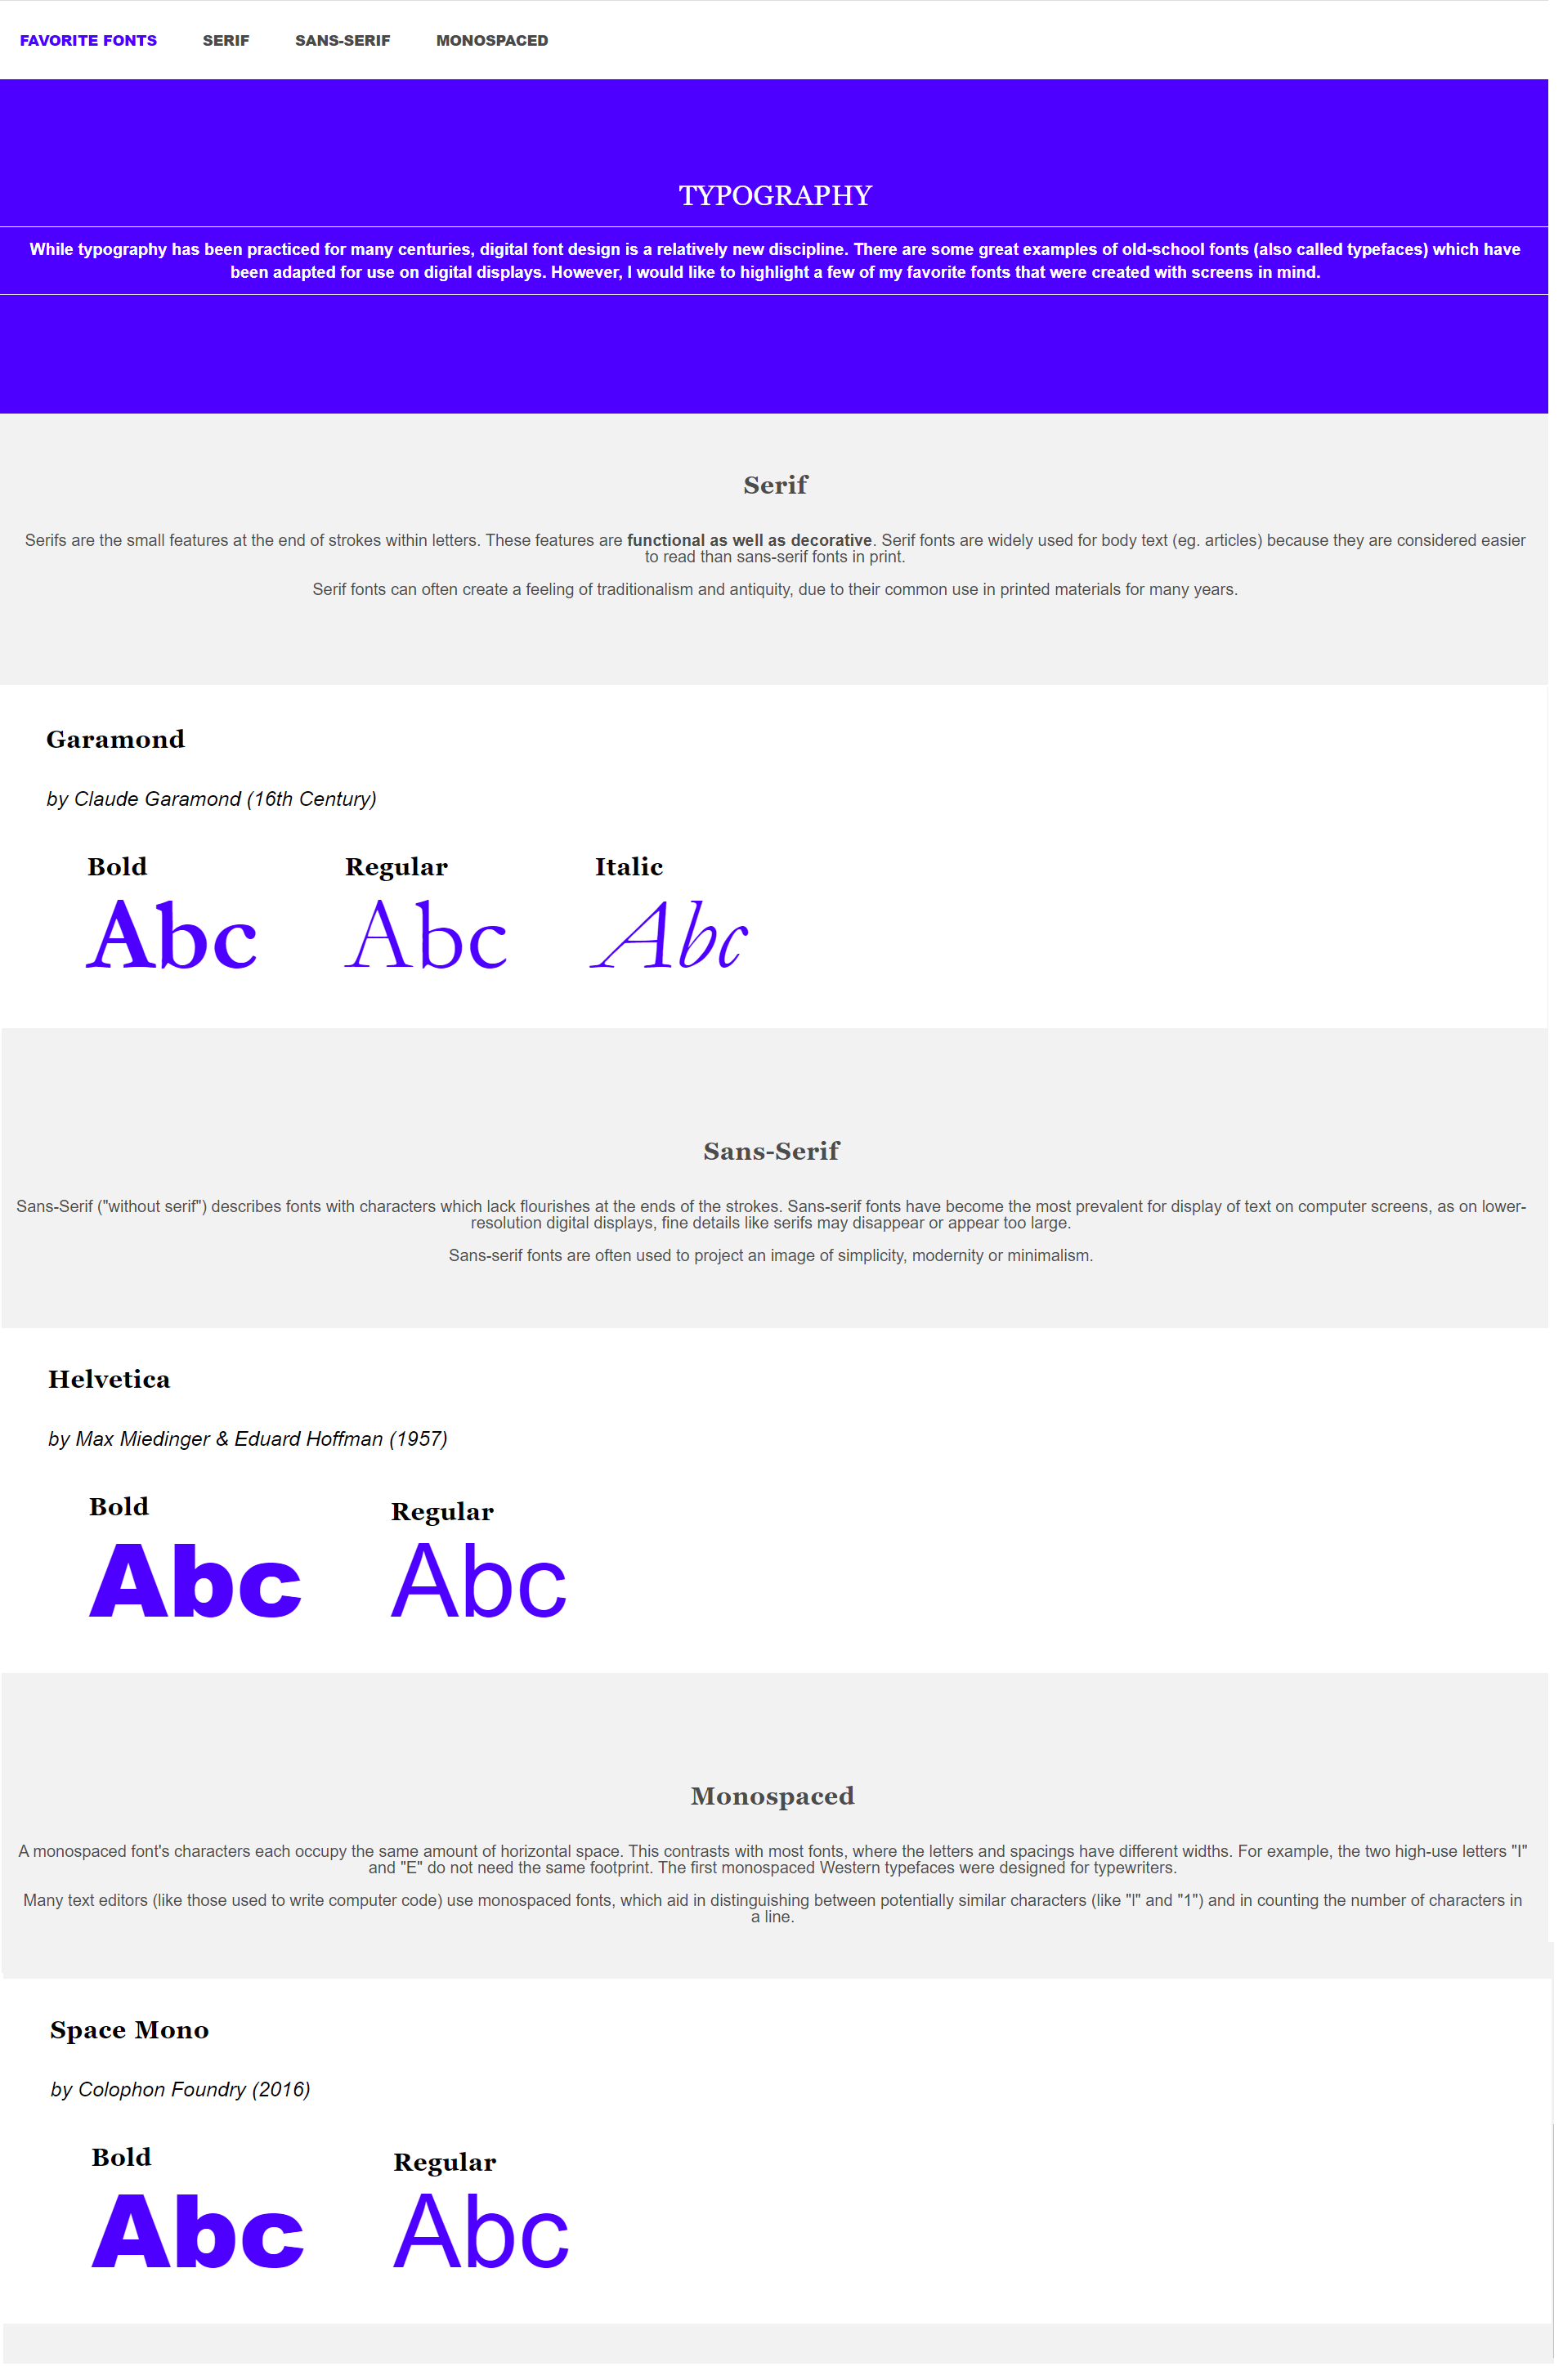 FAVORITE FONTS SERIF SANS-SERIF MONOSPACED
TYPOGRAPHY
While typography has been practiced for many centuries, digital font design is a relatively new discipline. There are some great examples of old-school fonts (also called typefaces) which have
been adapted for use on digital displays. However, I would like to highlight a few of my favorite fonts that were created with screens in mind.
Serif
Serifs are the small features at the end of strokes within letters. These features are functional as well as decorative. Serif fonts are widely used for body text (eg. articles) because they are considered easier
to read than sans-serif fonts in print.
Serif fonts can often create a feeling of traditionalism and antiquity, due to their common use in printed materials for many years.
Garamond
by Claude Garamond (16th Century)
Bold Regular Italic
Abc Abc Abc
Sans-Serif
Sans-Serif ("without serif") describes fonts with characters which lack flourishes at the ends of the strokes. Sans-serif fonts have become the most prevalent for display of text on computer screens, as on lower-
resolution digital displays, fine details like serifs may disappear or appear too large.
Sans-serif fonts are often used to project an image of simplicity, modernity or minimalism.
Helvetica
by Max Miedinger & Eduard Hoffman (1957)
Bold Regular
Abc Abc
Monospaced
A monospaced font's characters each occupy the same amount of horizontal space. This contrasts with most fonts, where the letters and spacings have different widths. For example, the two high-use letters "I"
and "E" do not need the same footprint. The first monospaced Western typefaces were designed for typewriters.
Many text editors (like those used to write computer code) use monospaced fonts, which aid in distinguishing between potentially similar characters (like "l" and "1") and in counting the number of characters in
a line.
Space Mono
by Colophon Foundry (2016)
Bold Regular
Abc Abc